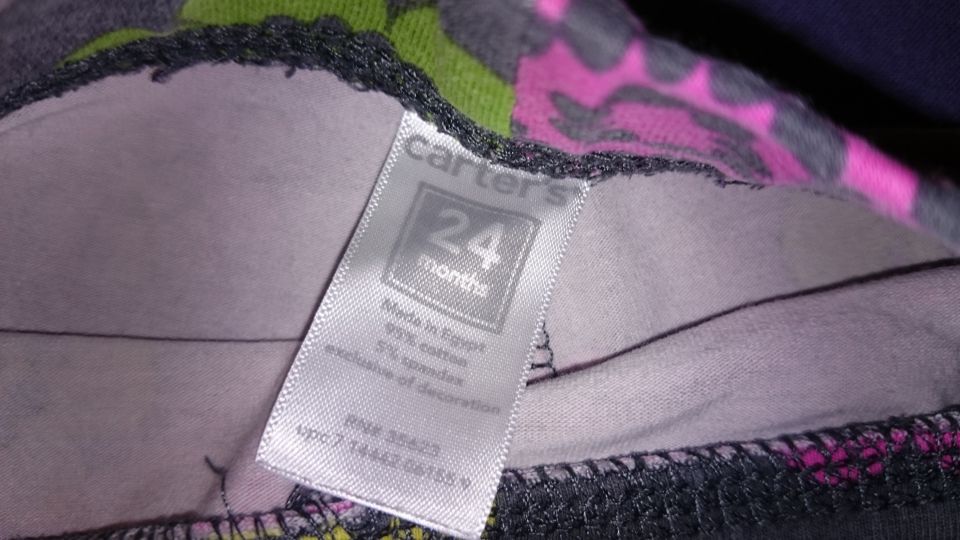 carter's
24
months
Made in Egypt
95% cotton
5% spandex
exclusive of decoration